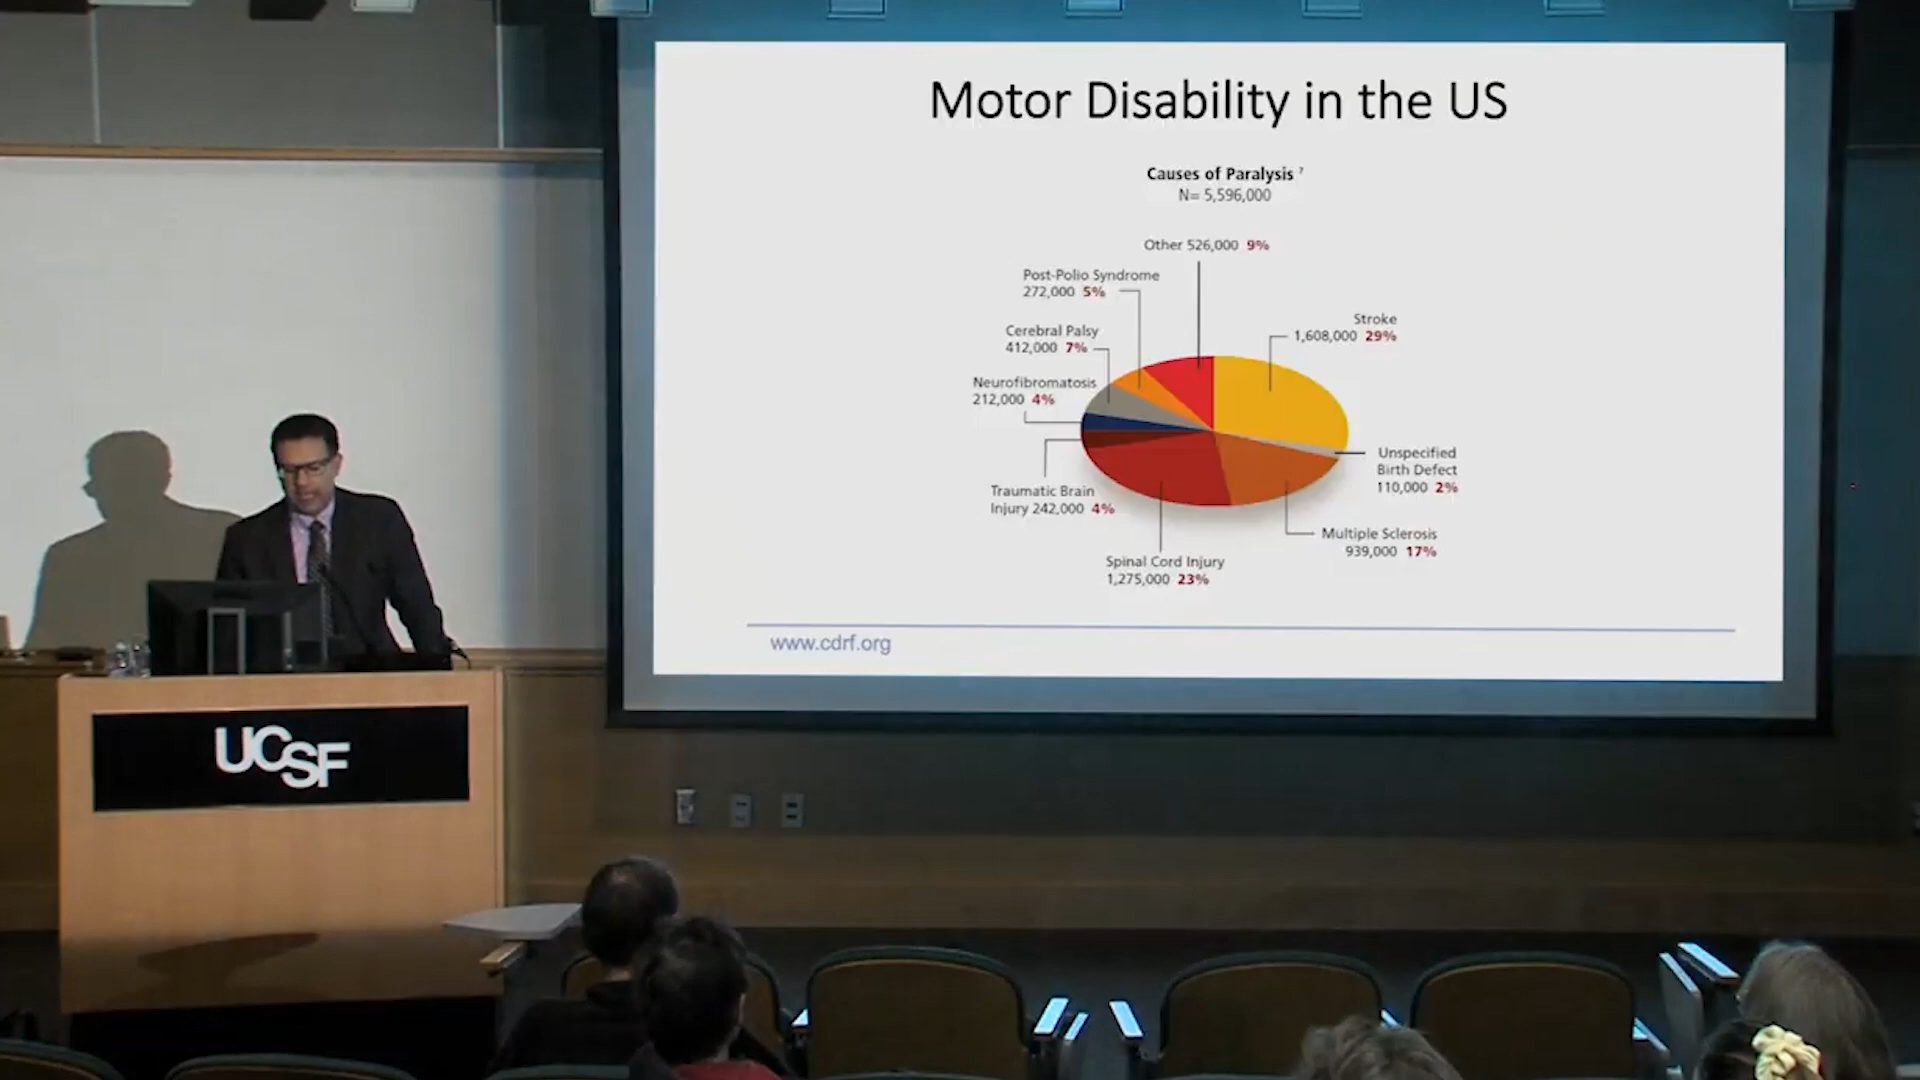 Motor Disability in the US
Causes of Paralysis 7
N= 5,596,000
Other 526,000 9%
Post-Polio Syndrome
272,000 5%
Stroke
1,608,000 29%
Cerebral Palsy
412,000 7%
Neurofibromatosis
212,000 4%
Unspecified
Birth Defect
110,000 2%
Traumatic Brain
Injury 242,000 4%
Multiple Sclerosis
939,000 17%
Spinal Cord Injury
1,275,000 23%
www.cdrf.org
UCSF